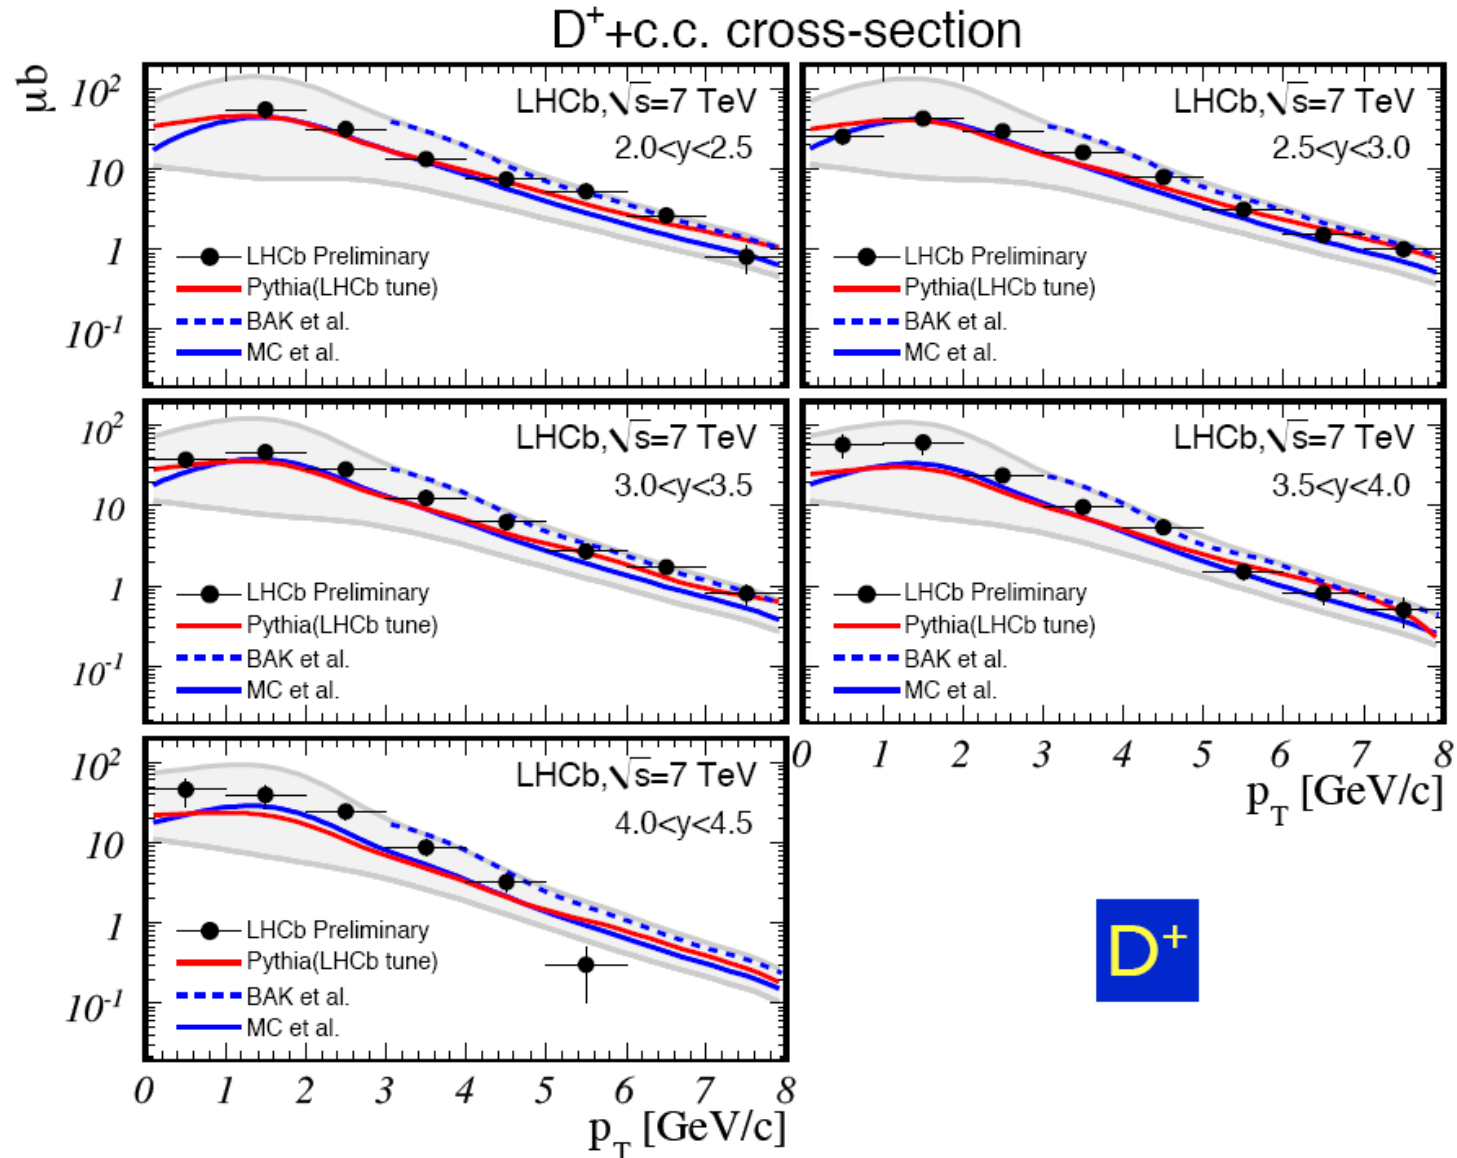 D⁺+c.c. cross-section
μb
10²
10
1
10⁻¹
LHCb,√s=7 TeV
2.0<y<2.5
LHCb Preliminary
Pythia(LHCb tune)
BAK et al.
MC et al.
LHCb,√s=7 TeV
2.5<y<3.0
LHCb Preliminary
Pythia(LHCb tune)
BAK et al.
MC et al.
10²
10
1
10⁻¹
LHCb,√s=7 TeV
3.0<y<3.5
LHCb Preliminary
Pythia(LHCb tune)
BAK et al.
MC et al.
LHCb,√s=7 TeV
3.5<y<4.0
LHCb Preliminary
Pythia(LHCb tune)
BAK et al.
MC et al.
0 1 2 3 4 5 6 7 8
p_T [GeV/c]
10²
10
1
10⁻¹
LHCb,√s=7 TeV
4.0<y<4.5
LHCb Preliminary
Pythia(LHCb tune)
BAK et al.
MC et al.
0 1 2 3 4 5 6 7 8
p_T [GeV/c]
D⁺